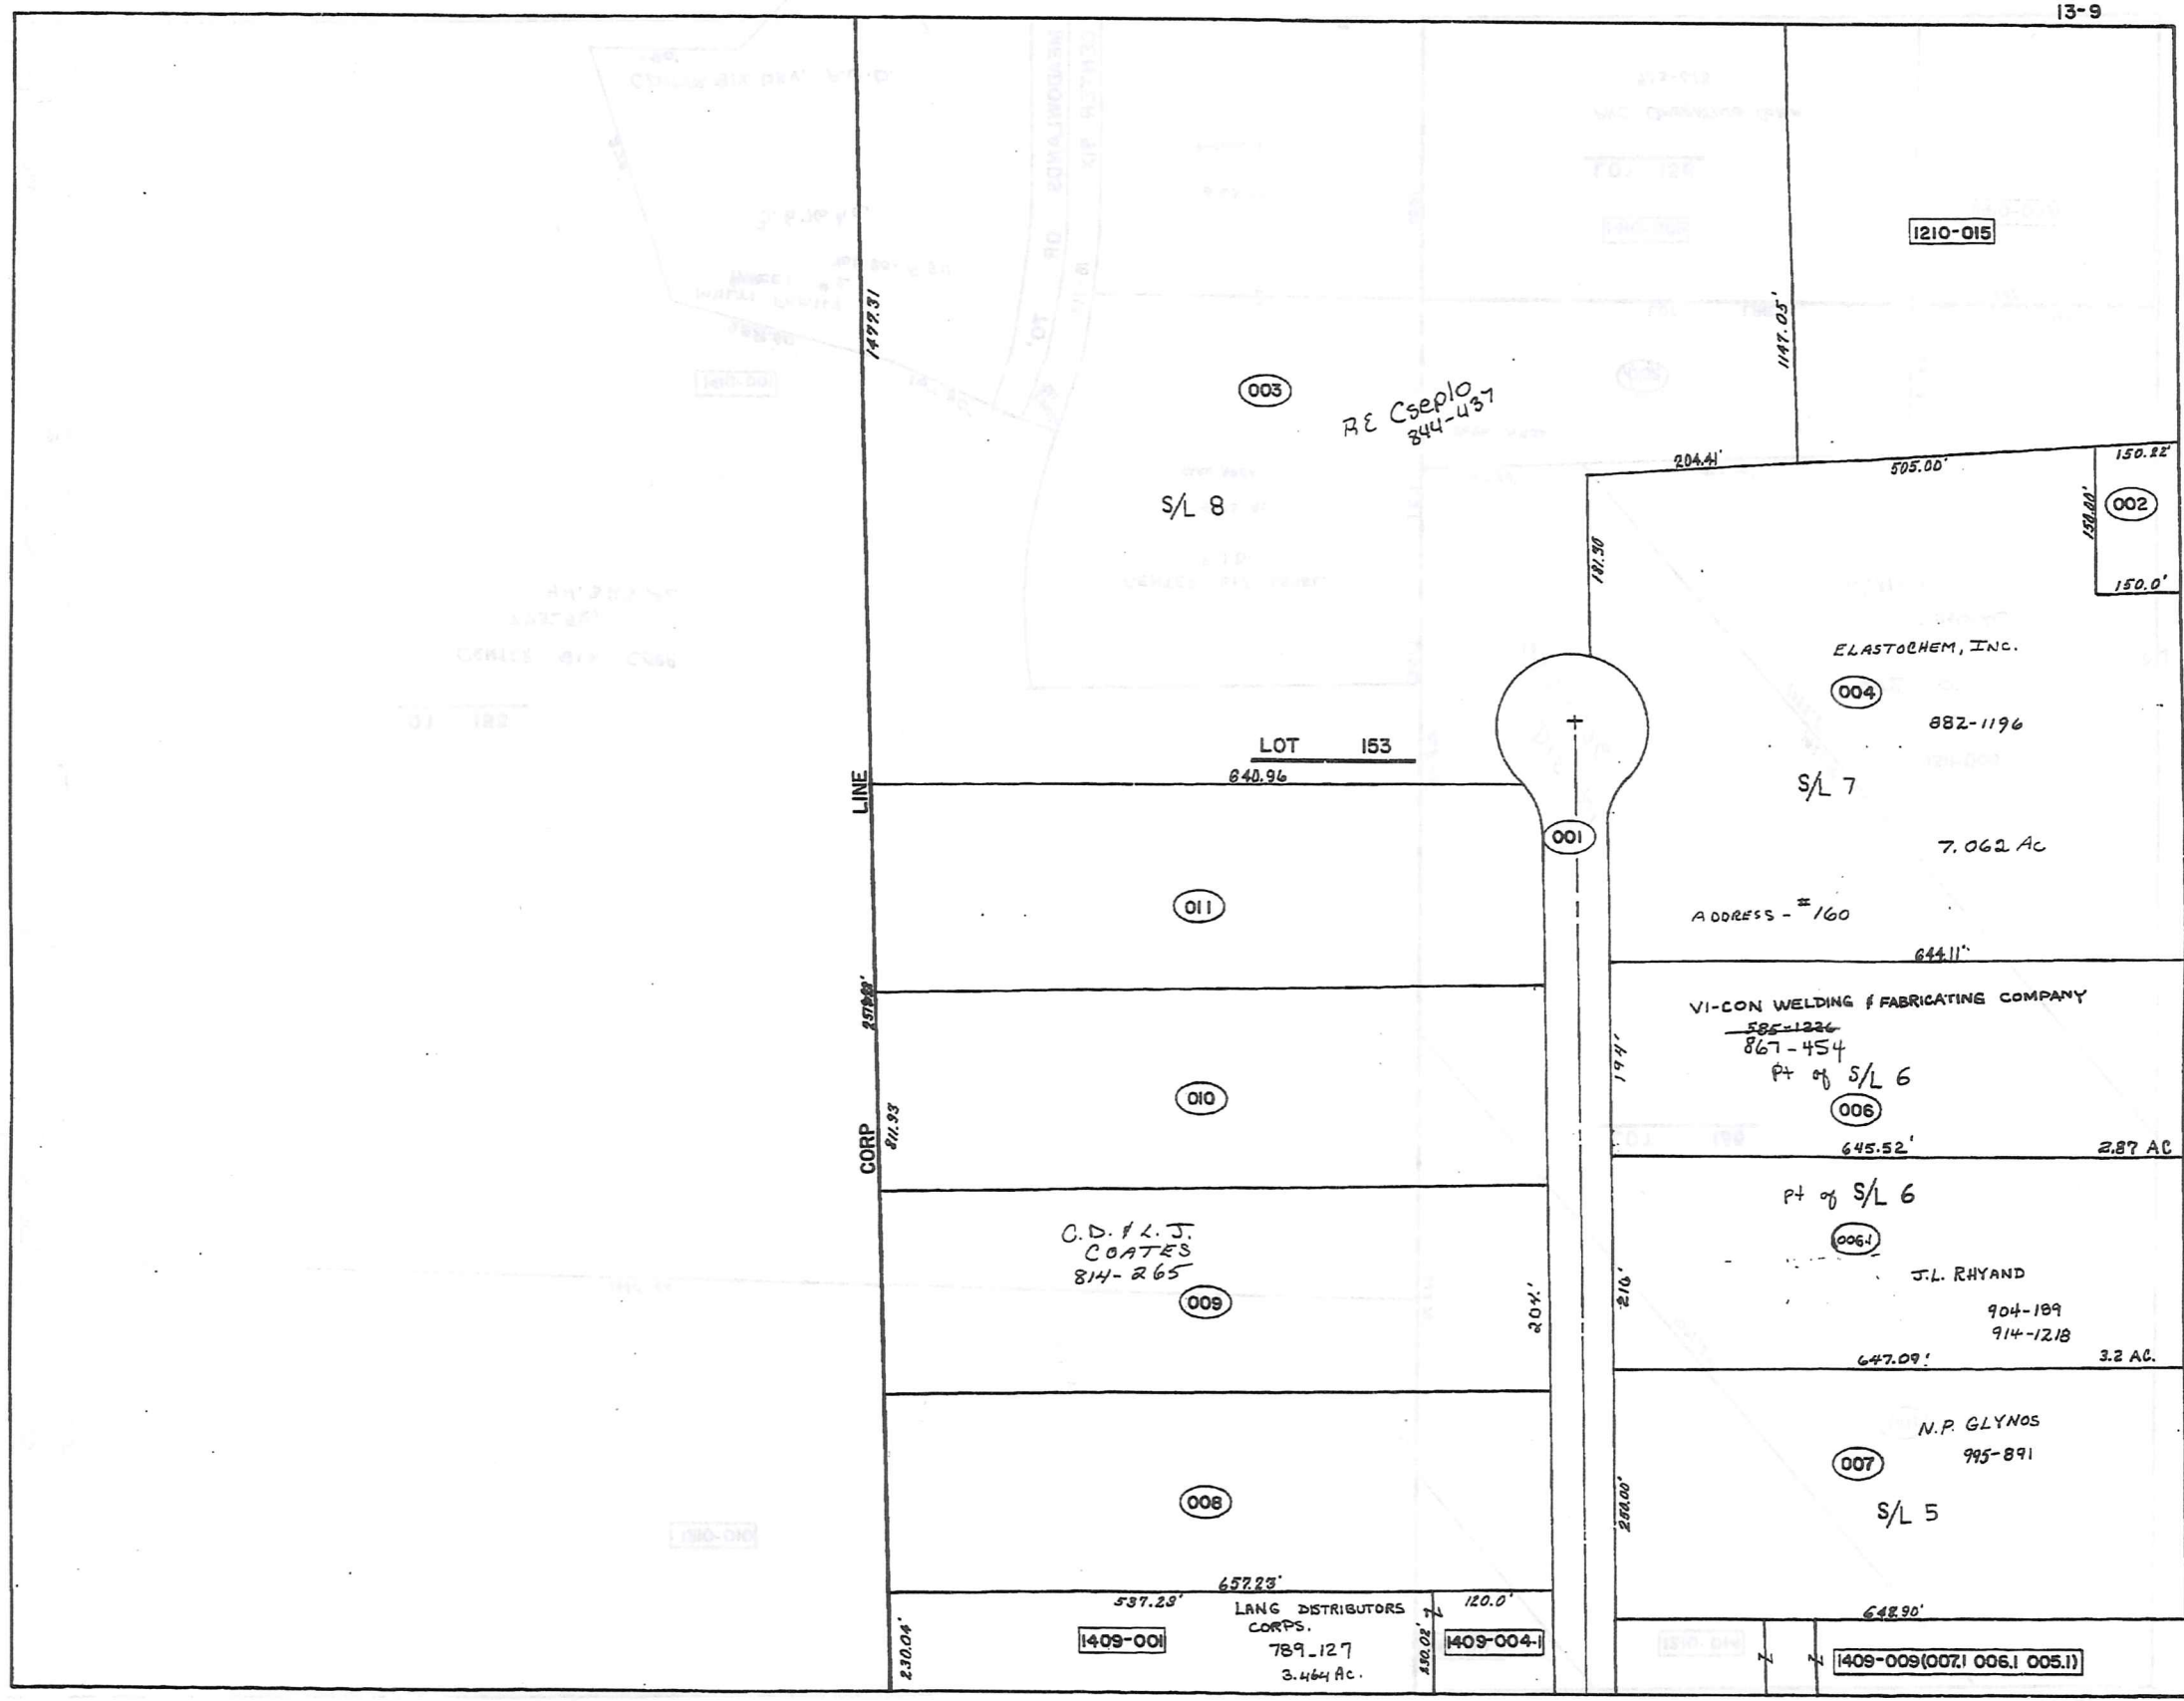 13-9
1210-015
1477.31
1147.05'
003
RE Cseplo
844-437
204.41'
505.00'
150.22'
S/L 8
150.00'
002
181.30
150.0'
ELASTOCHEM, INC.
004
882-1196
LOT 153
640.96
S/L 7
LINE
001
7.062 AC
011
ADDRESS - #160
644.11'
VI-CON WELDING & FABRICATING COMPANY
585-1226
867-454
194'
Pt of S/L 6
010
006
811.93
CORP
645.52'
2.87 AC
Pt of S/L 6
C.D. & L.J.
COATES
814-265
006.1
J.L. RHYAND
009
204'
216'
904-189
914-1218
647.09'
3.2 AC.
N.P. GLYNOS
995-891
007
008
250.00'
S/L 5
657.23'
537.29'
LANG DISTRIBUTORS
CORPS.
120.0'
648.90'
230.04'
1409-001
789-127
3.464 AC.
230.02'
1409-004.1
1409-009(007.1 006.1 005.1)